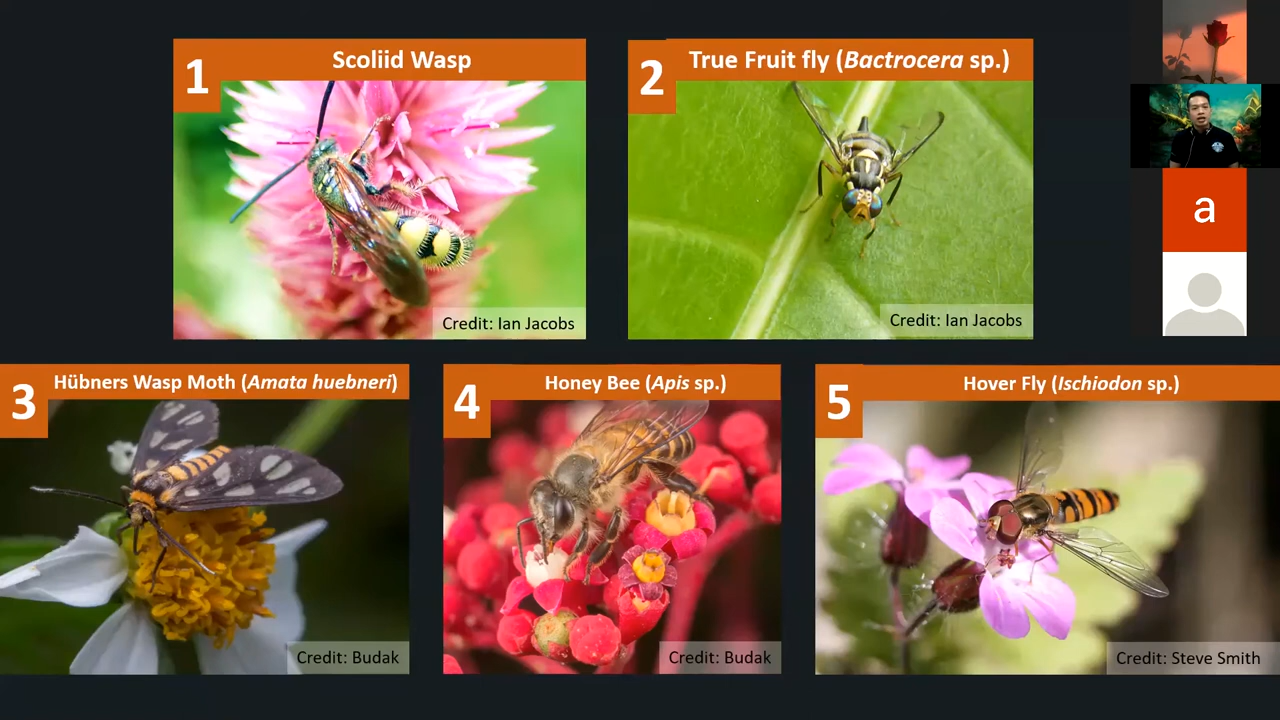 1
Scoliid Wasp
Credit: Ian Jacobs
2
True Fruit fly (Bactrocera sp.)
Credit: Ian Jacobs
a
3
Hübners Wasp Moth (Amata huebneri)
Credit: Budak
4
Honey Bee (Apis sp.)
Credit: Budak
5
Hover Fly (Ischiodon sp.)
Credit: Steve Smith